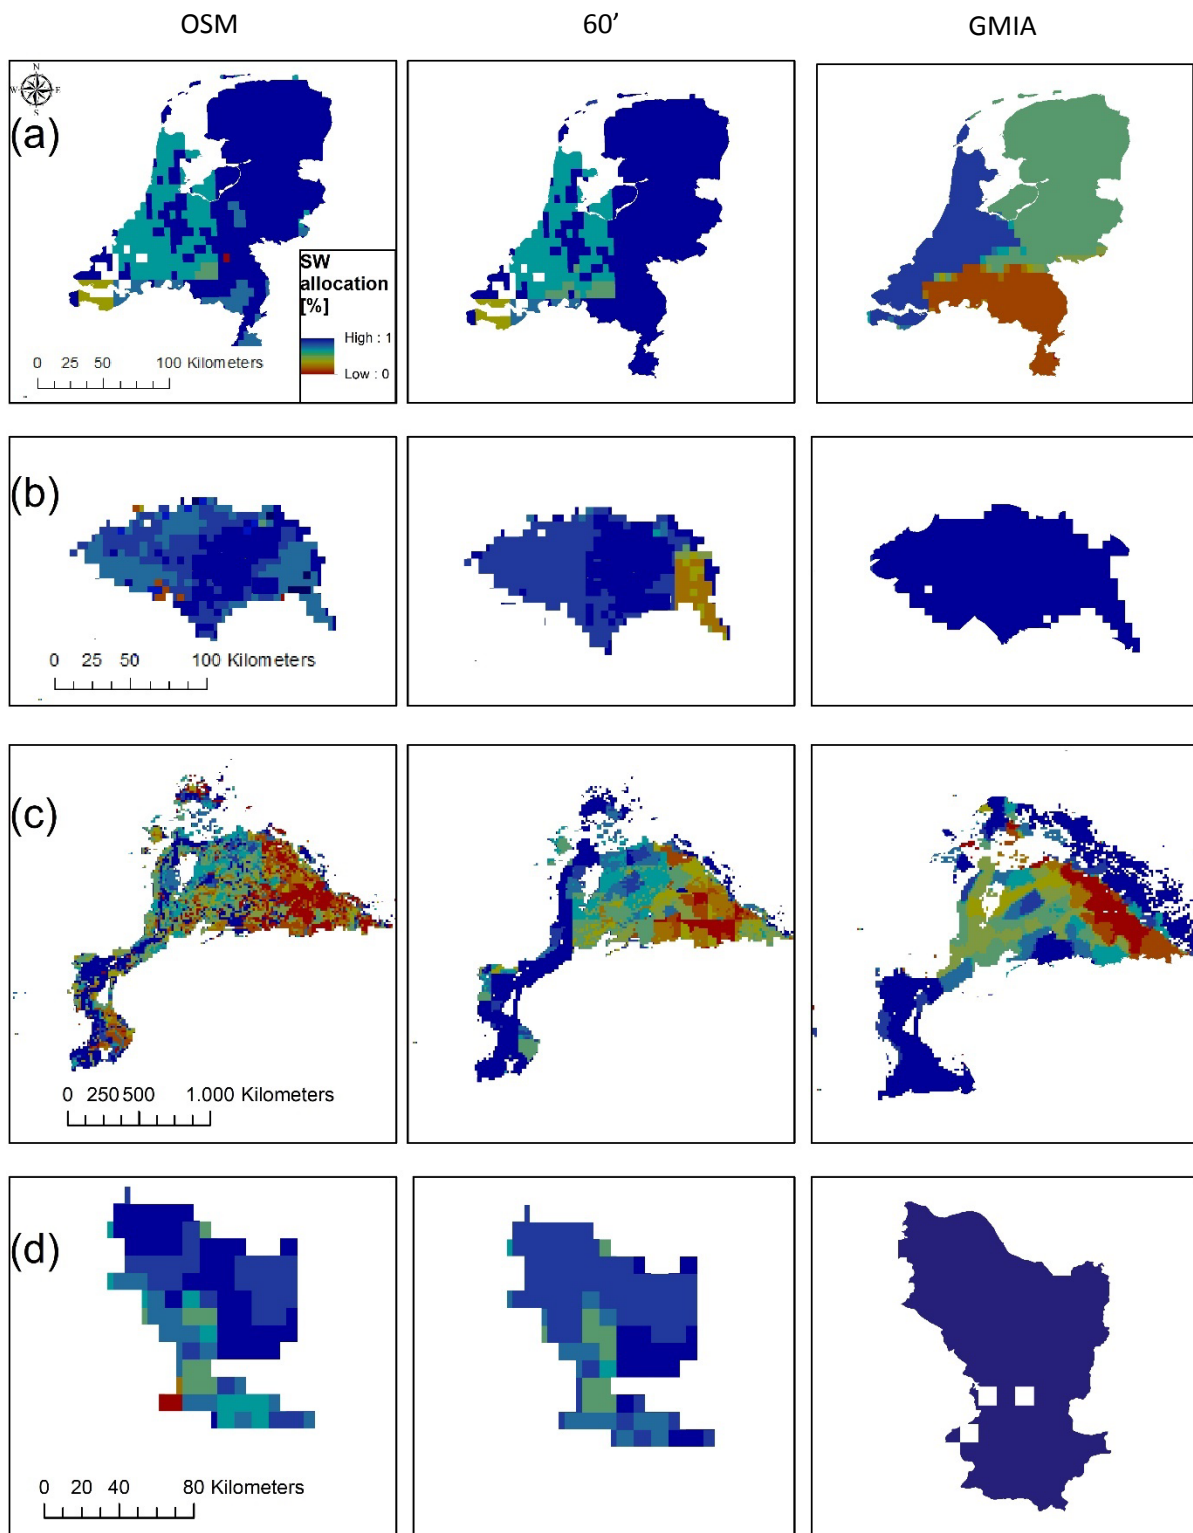 OSM 60’ GMIA
N
W E
S
(a)
SW
allocation
[%]
High : 1
Low : 0
0 25 50 100 Kilometers
(b)
0 25 50 100 Kilometers
(c)
0 250 500 1.000 Kilometers
(d)
0 20 40 80 Kilometers